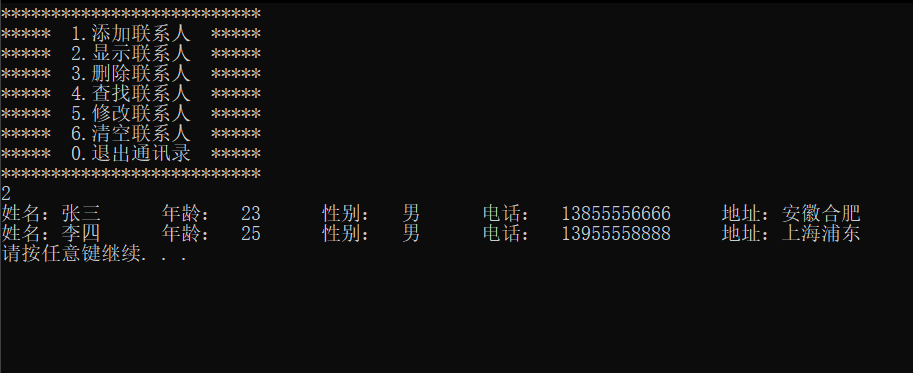 **************************
*****  1.添加联系人  *****
*****  2.显示联系人  *****
*****  3.删除联系人  *****
*****  4.查找联系人  *****
*****  5.修改联系人  *****
*****  6.清空联系人  *****
*****  0.退出通讯录  *****
**************************
2
姓名：张三      年龄：  23      性别：  男      电话：  13855556666     地址：安徽合肥
姓名：李四      年龄：  25      性别：  男      电话：  13955558888     地址：上海浦东
请按任意键继续. . .